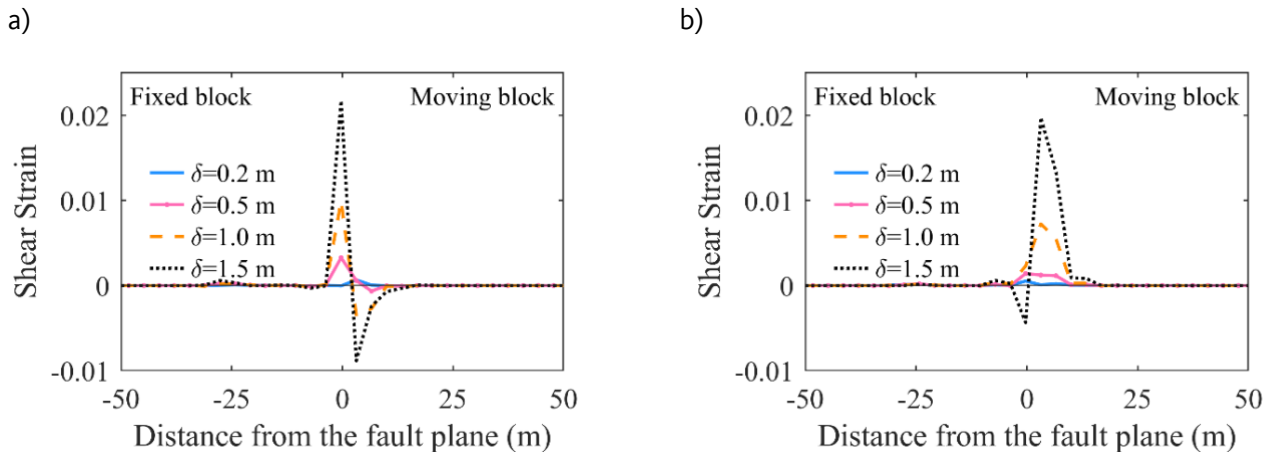 a)
Fixed block Moving block
0.02
δ=0.2 m
δ=0.5 m
0.01
δ=1.0 m
δ=1.5 m
0
-0.01
-50 -25 0 25 50
Shear Strain
Distance from the fault plane (m)
b)
Fixed block Moving block
0.02
δ=0.2 m
δ=0.5 m
0.01
δ=1.0 m
δ=1.5 m
0
-0.01
-50 -25 0 25 50
Shear Strain
Distance from the fault plane (m)